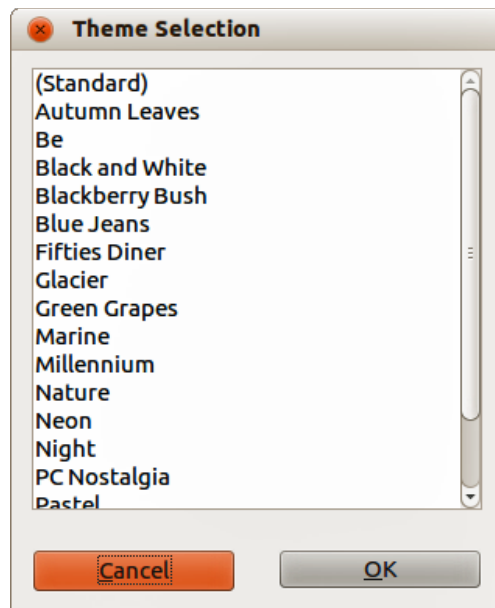 Theme Selection
(Standard)
Autumn Leaves
Be
Black and White
Blackberry Bush
Blue Jeans
Fifties Diner
Glacier
Green Grapes
Marine
Millennium
Nature
Neon
Night
PC Nostalgia
Pastel
Cancel
OK